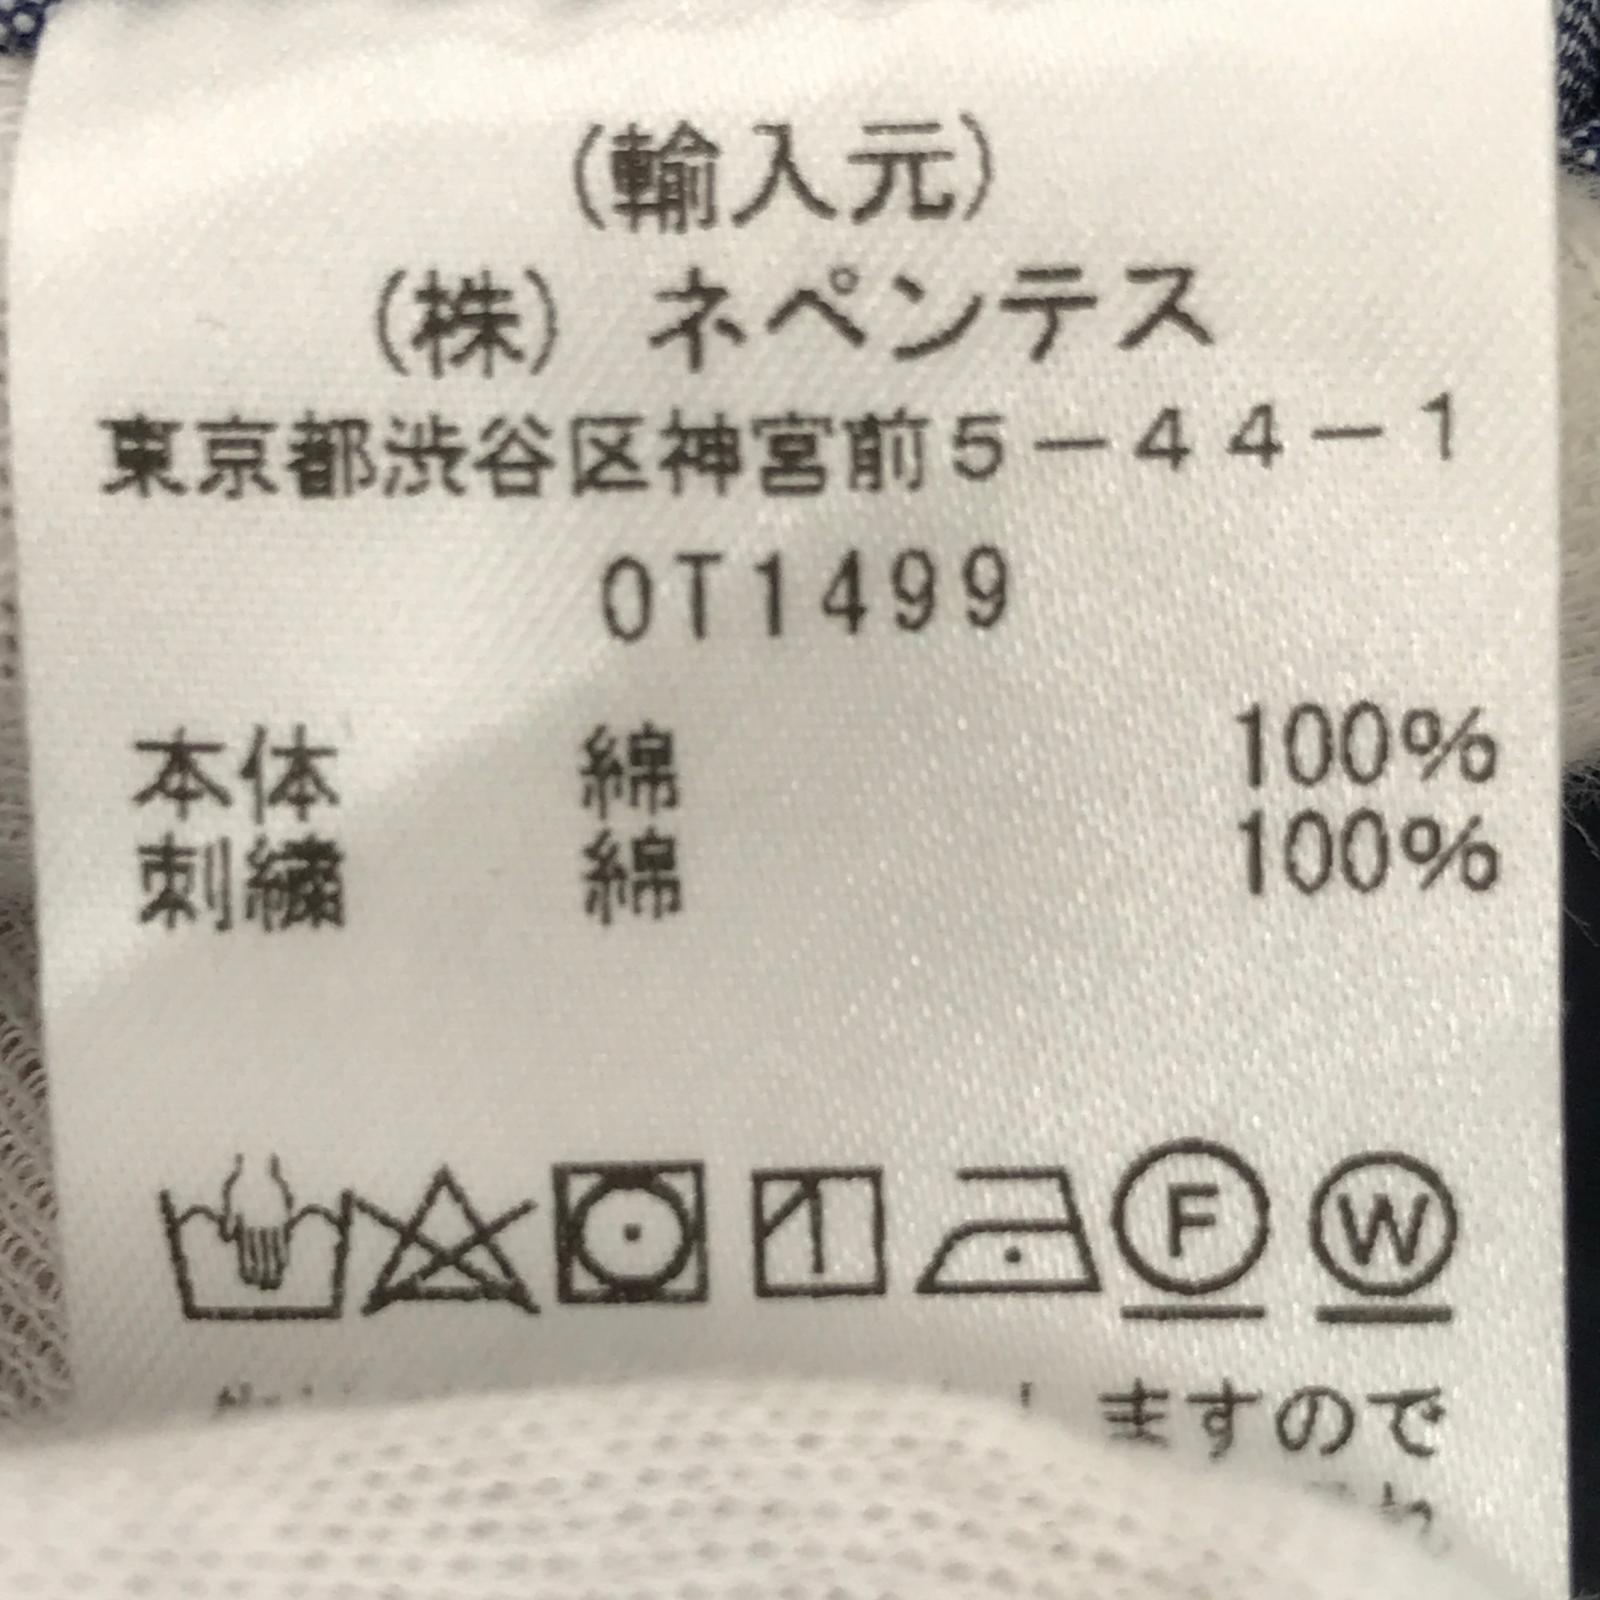 (輸入元)
(株) ネペンテス
東京都渋谷区神宮前5-44-1
OT1499
本体 綿 100%
刺繍 綿 100%
F W
ますので